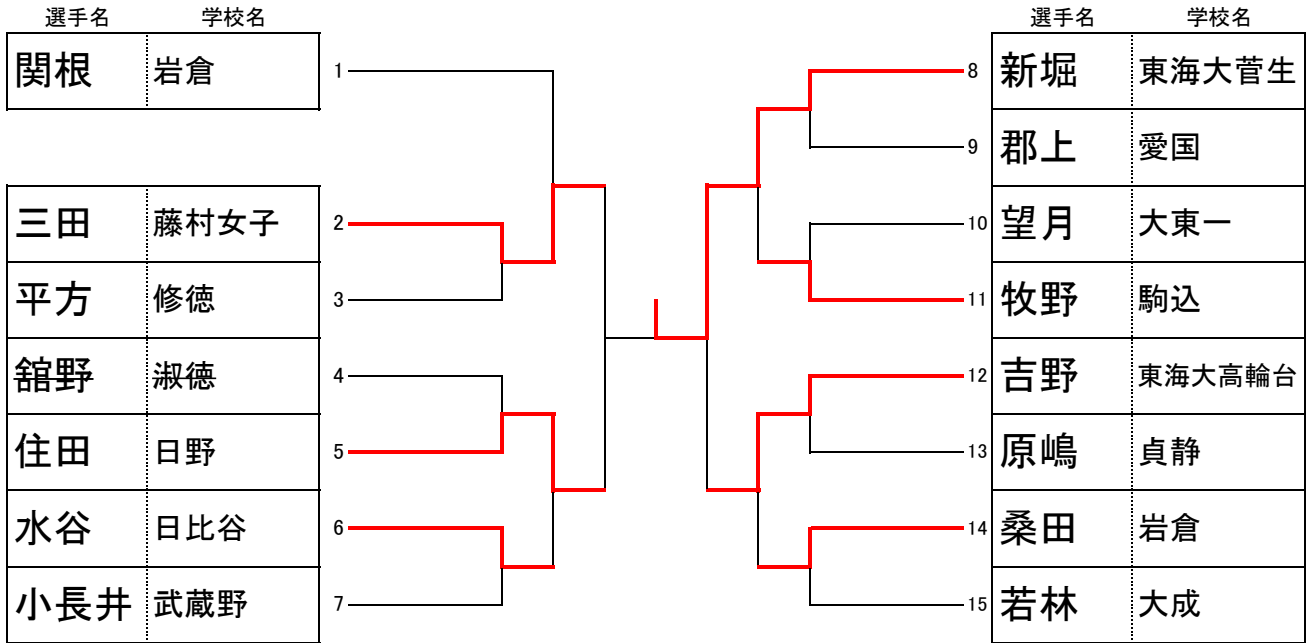 選手名 学校名
関根 岩倉 1
三田 藤村女子 2
平方 修徳 3
舘野 淑徳 4
住田 日野 5
水谷 日比谷 6
小長井 武蔵野 7
選手名 学校名
8 新堀 東海大菅生
9 郡上 愛国
10 望月 大東一
11 牧野 駒込
12 吉野 東海大高輪台
13 原嶋 貞静
14 桑田 岩倉
15 若林 大成